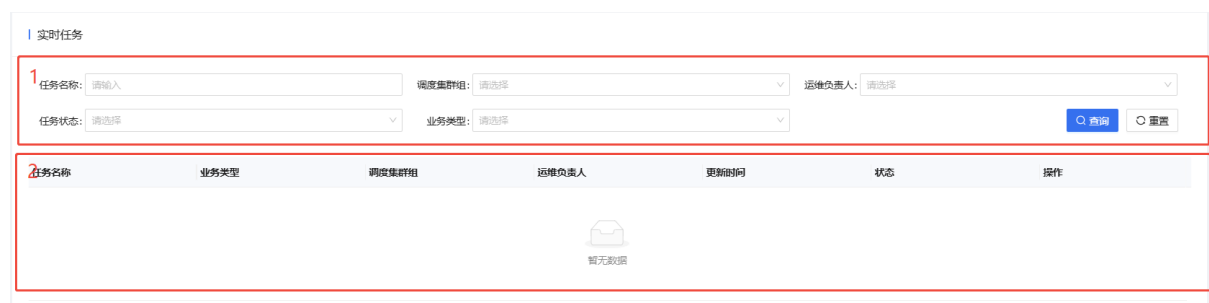 实时任务
1
任务名称: 请输入 调度集群组: 请选择 运维负责人: 请选择
任务状态: 请选择 业务类型: 请选择 查询 重置
2
任务名称 业务类型 调度集群组 运维负责人 更新时间 状态 操作
暂无数据